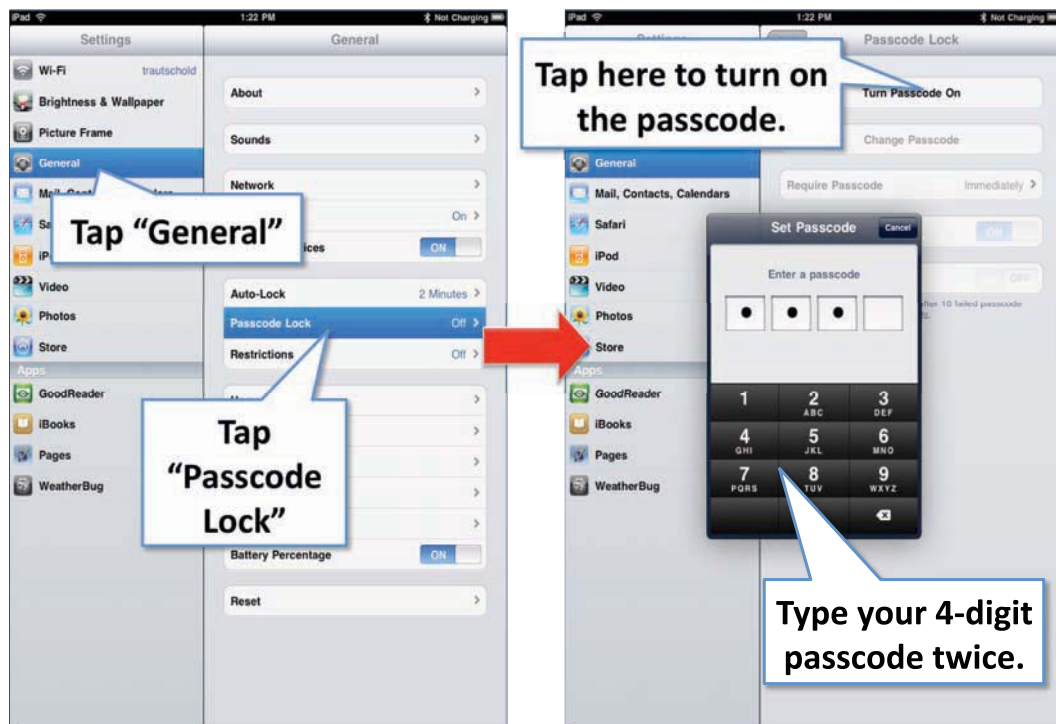 iPad 1:22 PM Not Charging
Settings
Wi-Fi trautschold
Brightness & Wallpaper
Picture Frame
General
Safari
Video
Photos
Store
Apps
GoodReader
iBooks
Pages
WeatherBug
General
About
Sounds
Network
On
ON
Auto-Lock 2 Minutes
Passcode Lock Off
Restrictions Off
Battery Percentage ON
Reset
Tap "General"
Tap
"Passcode
Lock"
iPad 1:22 PM Not Charging
Settings
General
Mail, Contacts, Calendars
Safari
iPod
Video
Photos
Store
Apps
GoodReader
iBooks
Pages
WeatherBug
Passcode Lock
Turn Passcode On
Change Passcode
Require Passcode Immediately
ON
OFF
after 10 failed passcode
Tap here to turn on
the passcode.
Set Passcode Cancel
Enter a passcode
1 2 3
ABC DEF
4 5 6
GHI JKL MNO
7 8 9
PQRS TUV WXYZ
Type your 4-digit
passcode twice.